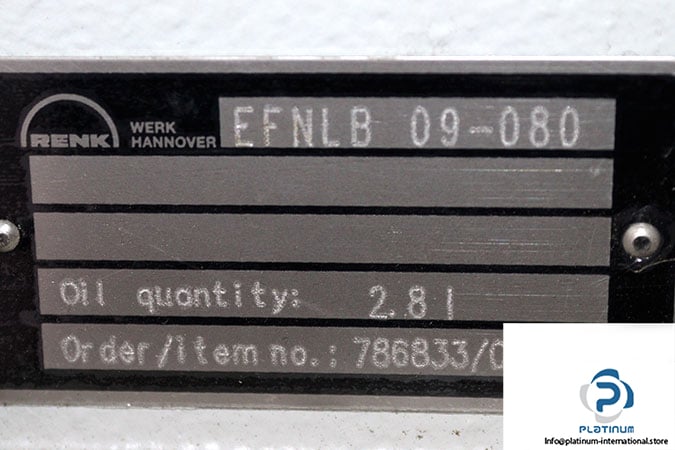 RENK WERK HANNOVER EFNLB 09-080
Oil quantity: 2.8 l
Order/item no.: 786833/0
PLATINUM
Info@platinum-international.store